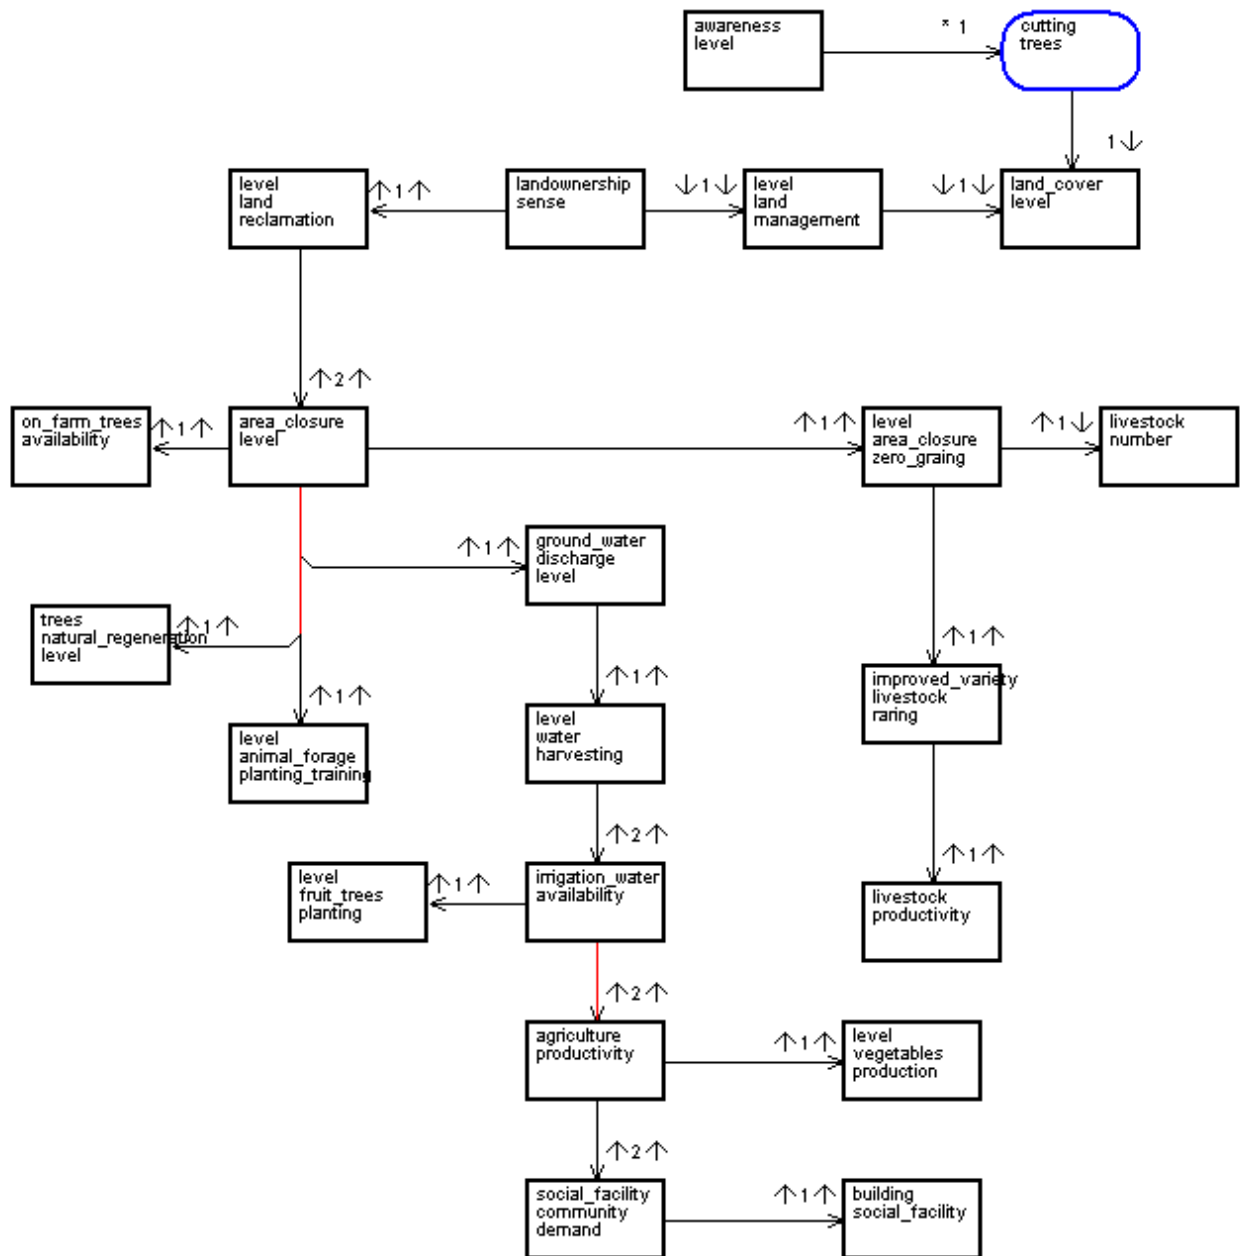 awareness
level
* 1
cutting
trees
1↓
level
land
reclamation
↑1↑
landownership
sense
↓1↓
level
land
management
↓1↓
land_cover
level
↑2↑
on_farm_trees
availability
↑1↑
area_closure
level
↑1↑
level
area_closure
zero_graing
↑1↓
livestock
number
↑1↑
ground_water
discharge
level
trees
natural_regeneration
level
↑1↑
↑1↑
improved_variety
livestock
raring
↑1↑
level
animal_forage
planting_training
↑1↑
level
water
harvesting
↑2↑
level
fruit_trees
planting
↑1↑
irrigation_water
availability
↑1↑
livestock
productivity
↑2↑
agriculture
productivity
↑1↑
level
vegetables
production
↑2↑
social_facility
community
demand
↑1↑
building
social_facility